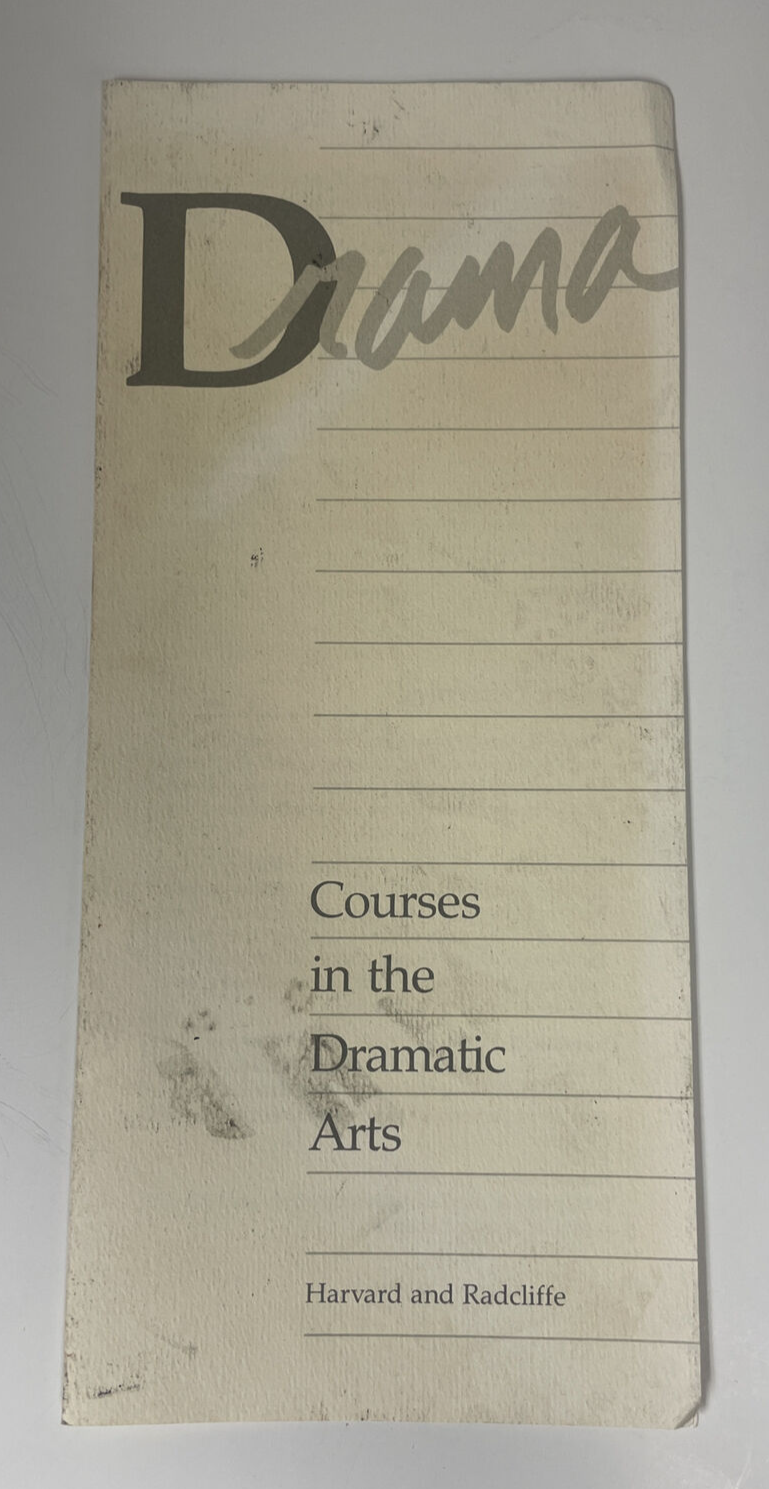 Drama
Courses
in the
Dramatic
Arts
Harvard and Radcliffe